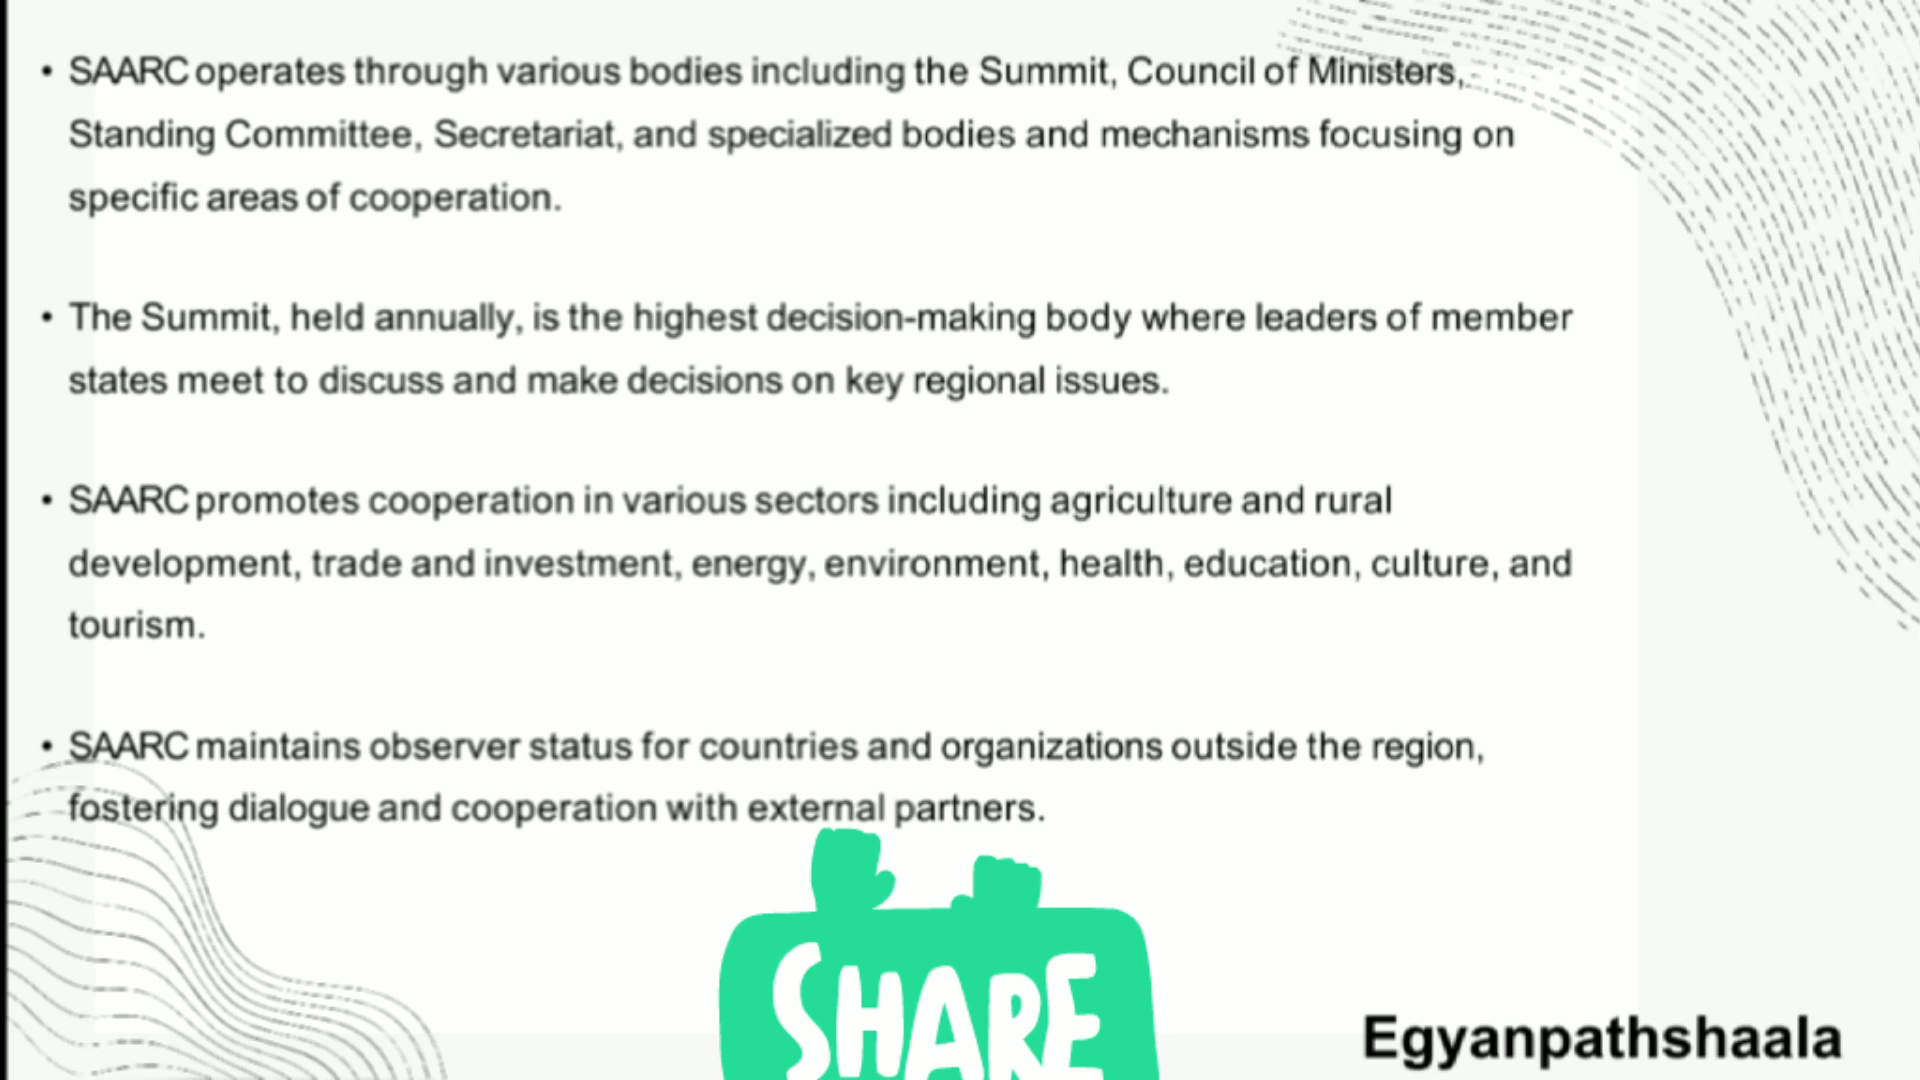 • SAARC operates through various bodies including the Summit, Council of Ministers,
Standing Committee, Secretariat, and specialized bodies and mechanisms focusing on
specific areas of cooperation.
• The Summit, held annually, is the highest decision-making body where leaders of member
states meet to discuss and make decisions on key regional issues.
• SAARC promotes cooperation in various sectors including agriculture and rural
development, trade and investment, energy, environment, health, education, culture, and
tourism.
• SAARC maintains observer status for countries and organizations outside the region,
fostering dialogue and cooperation with external partners.
SHARE
Egyanpathshaala